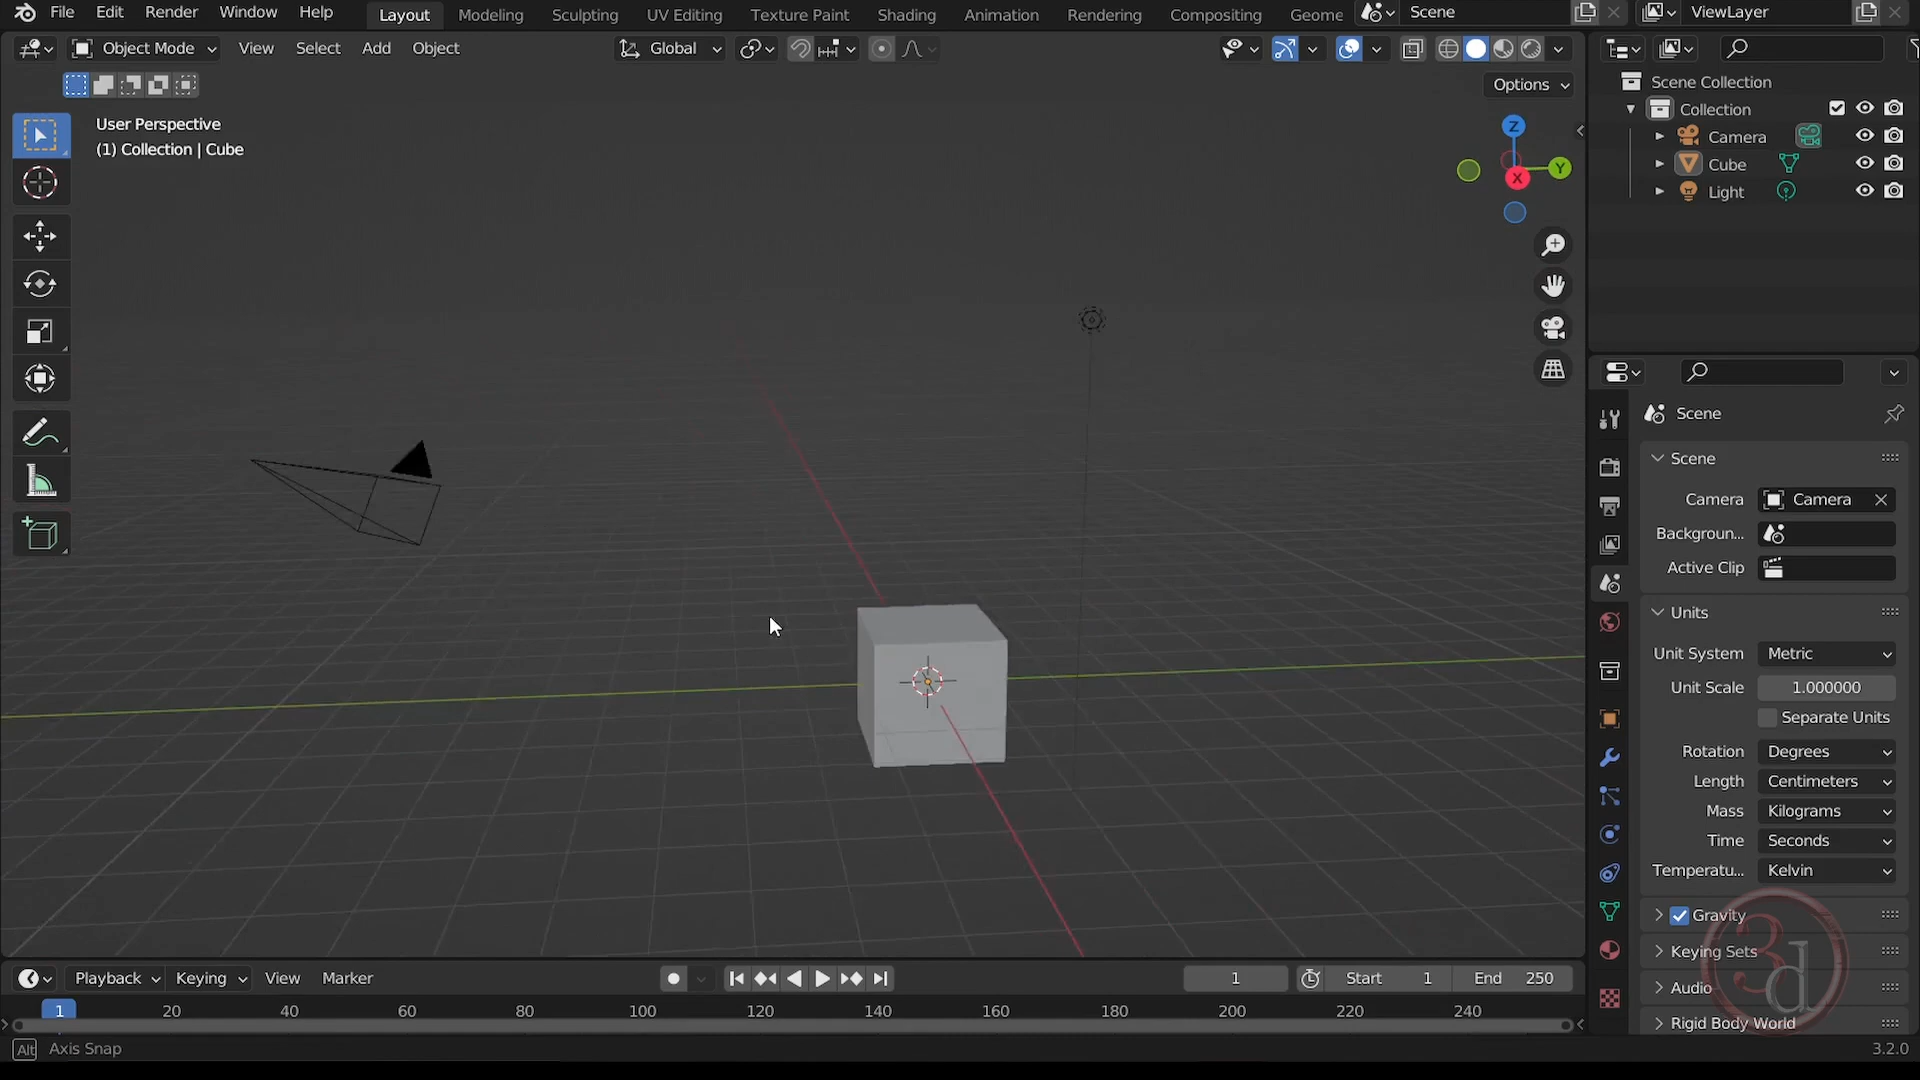 File Edit Render Window Help Layout Modeling Sculpting UV Editing Texture Paint Shading Animation Rendering Compositing Geome Scene ViewLayer
Object Mode View Select Add Object Global
Options
User Perspective
(1) Collection | Cube
Z
Y
X
Scene Collection
Collection
Camera
Cube
Light
Scene
Scene
Camera Camera
Backgroun...
Active Clip
Units
Unit System Metric
Unit Scale 1.000000
Separate Units
Rotation Degrees
Length Centimeters
Mass Kilograms
Time Seconds
Temperatu... Kelvin
Gravity
Keying Sets
Audio
Rigid Body World
3d
Playback Keying View Marker 1 Start 1 End 250
1 20 40 60 80 100 120 140 160 180 200 220 240
Alt Axis Snap 3.2.0